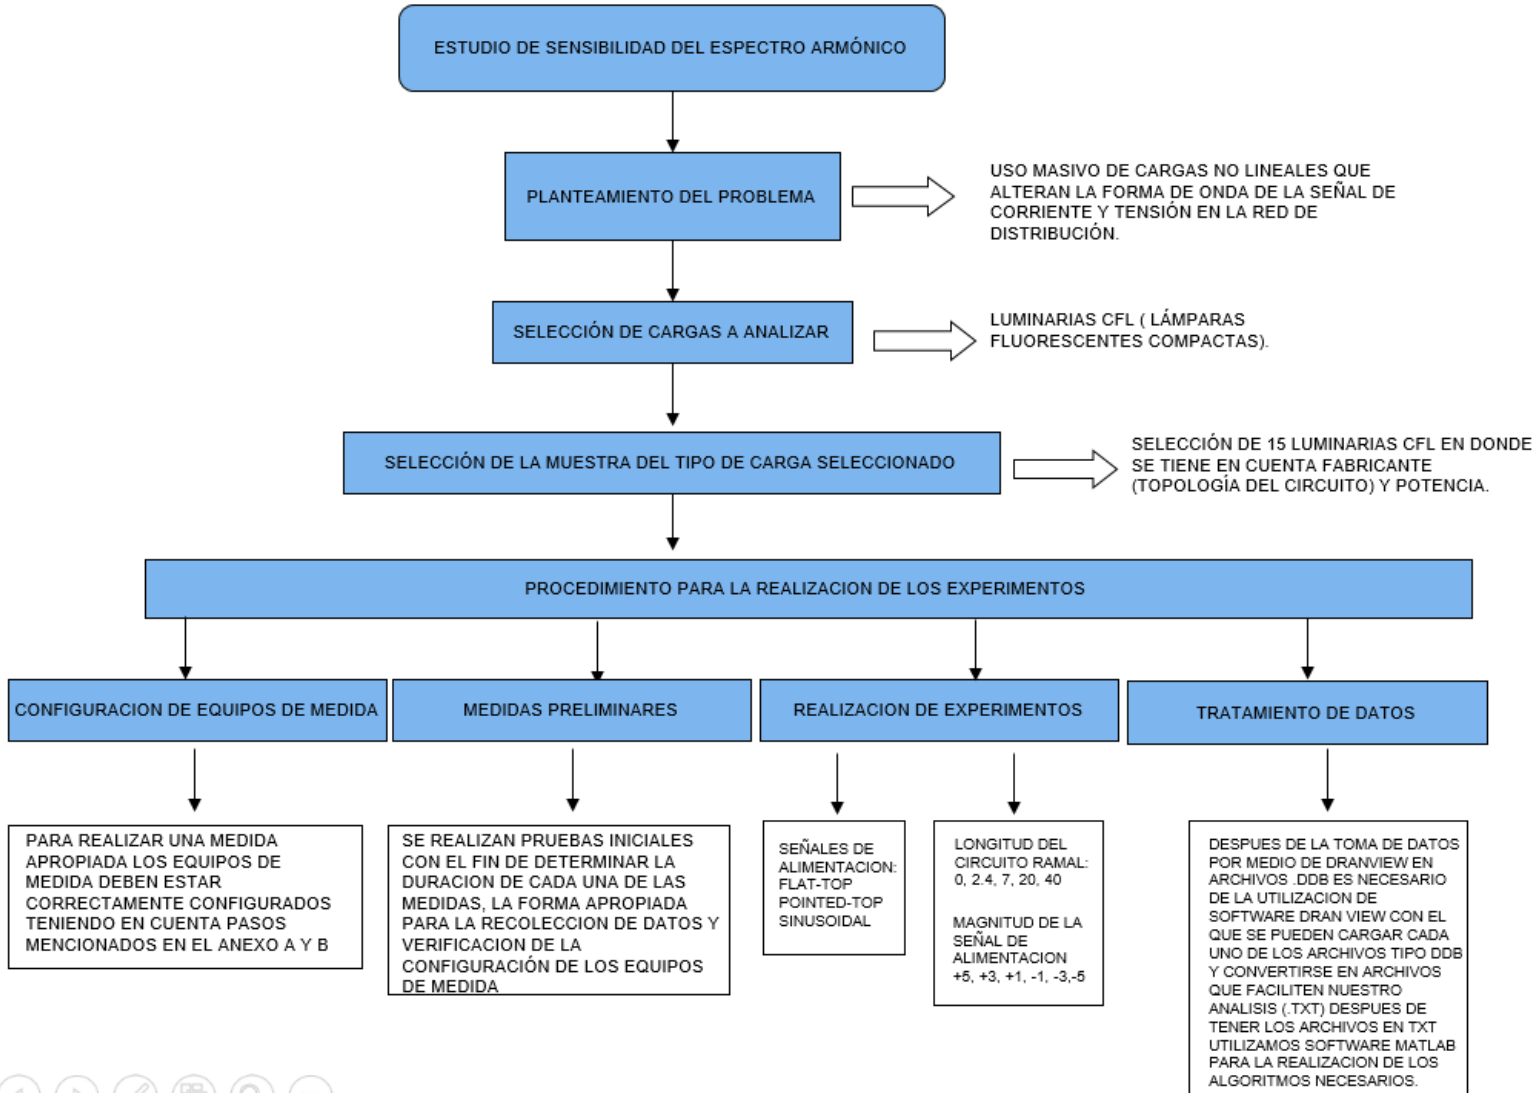 ESTUDIO DE SENSIBILIDAD DEL ESPECTRO ARMÓNICO
PLANTEAMIENTO DEL PROBLEMA
USO MASIVO DE CARGAS NO LINEALES QUE
ALTERAN LA FORMA DE ONDA DE LA SEÑAL DE
CORRIENTE Y TENSIÓN EN LA RED DE
DISTRIBUCIÓN.
SELECCIÓN DE CARGAS A ANALIZAR
LUMINARIAS CFL ( LÁMPARAS
FLUORESCENTES COMPACTAS).
SELECCIÓN DE LA MUESTRA DEL TIPO DE CARGA SELECCIONADO
SELECCIÓN DE 15 LUMINARIAS CFL EN DONDE
SE TIENE EN CUENTA FABRICANTE
(TOPOLOGÍA DEL CIRCUITO) Y POTENCIA.
PROCEDIMIENTO PARA LA REALIZACION DE LOS EXPERIMENTOS
CONFIGURACION DE EQUIPOS DE MEDIDA
MEDIDAS PRELIMINARES
REALIZACION DE EXPERIMENTOS
TRATAMIENTO DE DATOS
PARA REALIZAR UNA MEDIDA
APROPIADA LOS EQUIPOS DE
MEDIDA DEBEN ESTAR
CORRECTAMENTE CONFIGURADOS
TENIENDO EN CUENTA PASOS
MENCIONADOS EN EL ANEXO A Y B
SE REALIZAN PRUEBAS INICIALES
CON EL FIN DE DETERMINAR LA
DURACION DE CADA UNA DE LAS
MEDIDAS, LA FORMA APROPIADA
PARA LA RECOLECCION DE DATOS Y
VERIFICACION DE LA
CONFIGURACIÓN DE LOS EQUIPOS
DE MEDIDA
SEÑALES DE
ALIMENTACION:
FLAT-TOP
POINTED-TOP
SINUSOIDAL
LONGITUD DEL
CIRCUITO RAMAL:
0, 2.4, 7, 20, 40
MAGNITUD DE LA
SEÑAL DE
ALIMENTACION
+5, +3, +1, -1, -3,-5
DESPUES DE LA TOMA DE DATOS
POR MEDIO DE DRANVIEW EN
ARCHIVOS .DDB ES NECESARIO
DE LA UTILIZACION DE
SOFTWARE DRAN VIEW CON EL
QUE SE PUEDEN CARGAR CADA
UNO DE LOS ARCHIVOS TIPO DDB
Y CONVERTIRSE EN ARCHIVOS
QUE FACILITEN NUESTRO
ANALISIS (.TXT) DESPUES DE
TENER LOS ARCHIVOS EN TXT
UTILIZAMOS SOFTWARE MATLAB
PARA LA REALIZACION DE LOS
ALGORITMOS NECESARIOS.